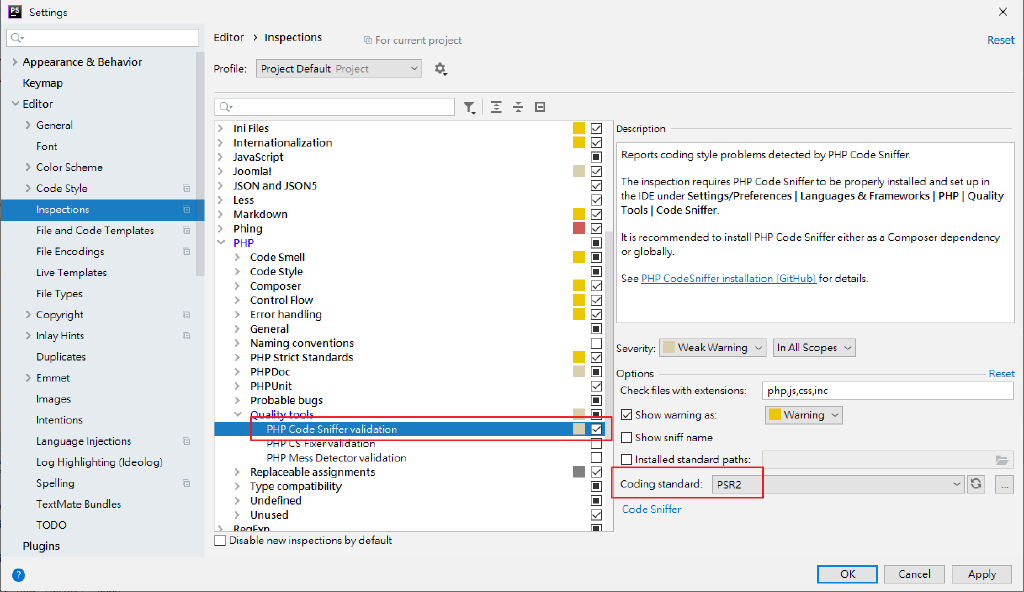 PS Settings
Editor > Inspections
For current project
Reset
Profile: Project Default Project
Appearance & Behavior
Keymap
Editor
General
Font
Color Scheme
Code Style
Inspections
File and Code Templates
File Encodings
Live Templates
File Types
Copyright
Inlay Hints
Duplicates
Emmet
Images
Intentions
Language Injections
Log Highlighting (Ideolog)
Spelling
TextMate Bundles
TODO
Plugins
Ini Files
Internationalization
JavaScript
Joomla!
JSON and JSON5
Less
Markdown
Phing
PHP
Code Smell
Code Style
Composer
Control Flow
Error handling
General
Naming conventions
PHP Strict Standards
PHPDoc
PHPUnit
Probable bugs
Quality tools
PHP Code Sniffer validation
PHP CS Fixer validation
PHP Mess Detector validation
Replaceable assignments
Type compatibility
Undefined
Unused
RegExp
Disable new inspections by default
Description
Reports coding style problems detected by PHP Code Sniffer.
The inspection requires PHP Code Sniffer to be properly installed and set up in
the IDE under Settings/Preferences | Languages & Frameworks | PHP | Quality
Tools | Code Sniffer.
It is recommended to install PHP Code Sniffer either as a Composer dependency
or globally.
See PHP CodeSniffer installation (GitHub) for details.
Severity: Weak Warning In All Scopes
Options Reset
Check files with extensions: php,js,css,inc
Show warning as: Warning
Show sniff name
Installed standard paths:
Coding standard: PSR2 ...
Code Sniffer
? OK Cancel Apply